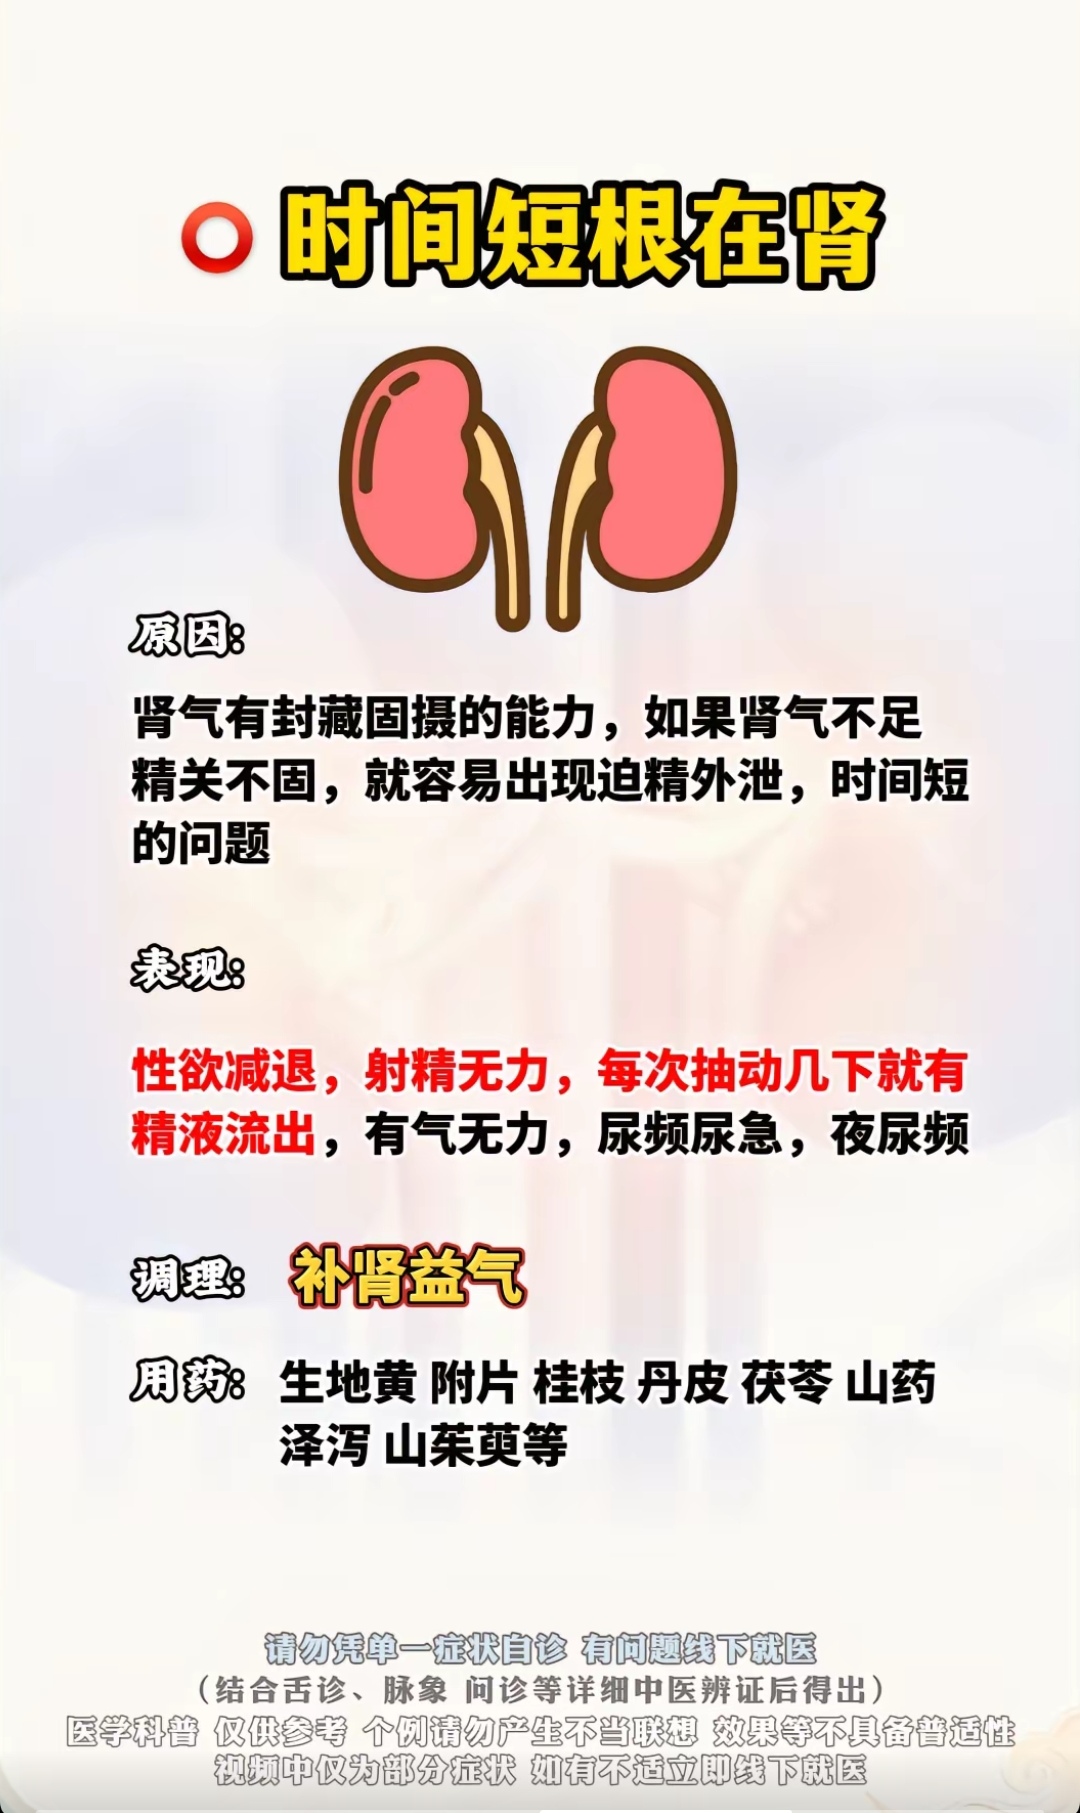 时间短根在肾
原因:
肾气有封藏固摄的能力，如果肾气不足
精关不固，就容易出现迫精外泄，时间短
的问题
表现:
性欲减退，射精无力，每次抽动几下就有
精液流出，有气无力，尿频尿急，夜尿频
调理: 补肾益气
用药: 生地黄 附片 桂枝 丹皮 茯苓 山药
泽泻 山茱萸等
请勿凭单一症状自诊 有问题线下就医
（结合舌诊、脉象 问诊等详细中医辨证后得出）
医学科普 仅供参考 个例请勿产生不当联想 效果等不具备普适性
视频中仅为部分症状 如有不适立即线下就医